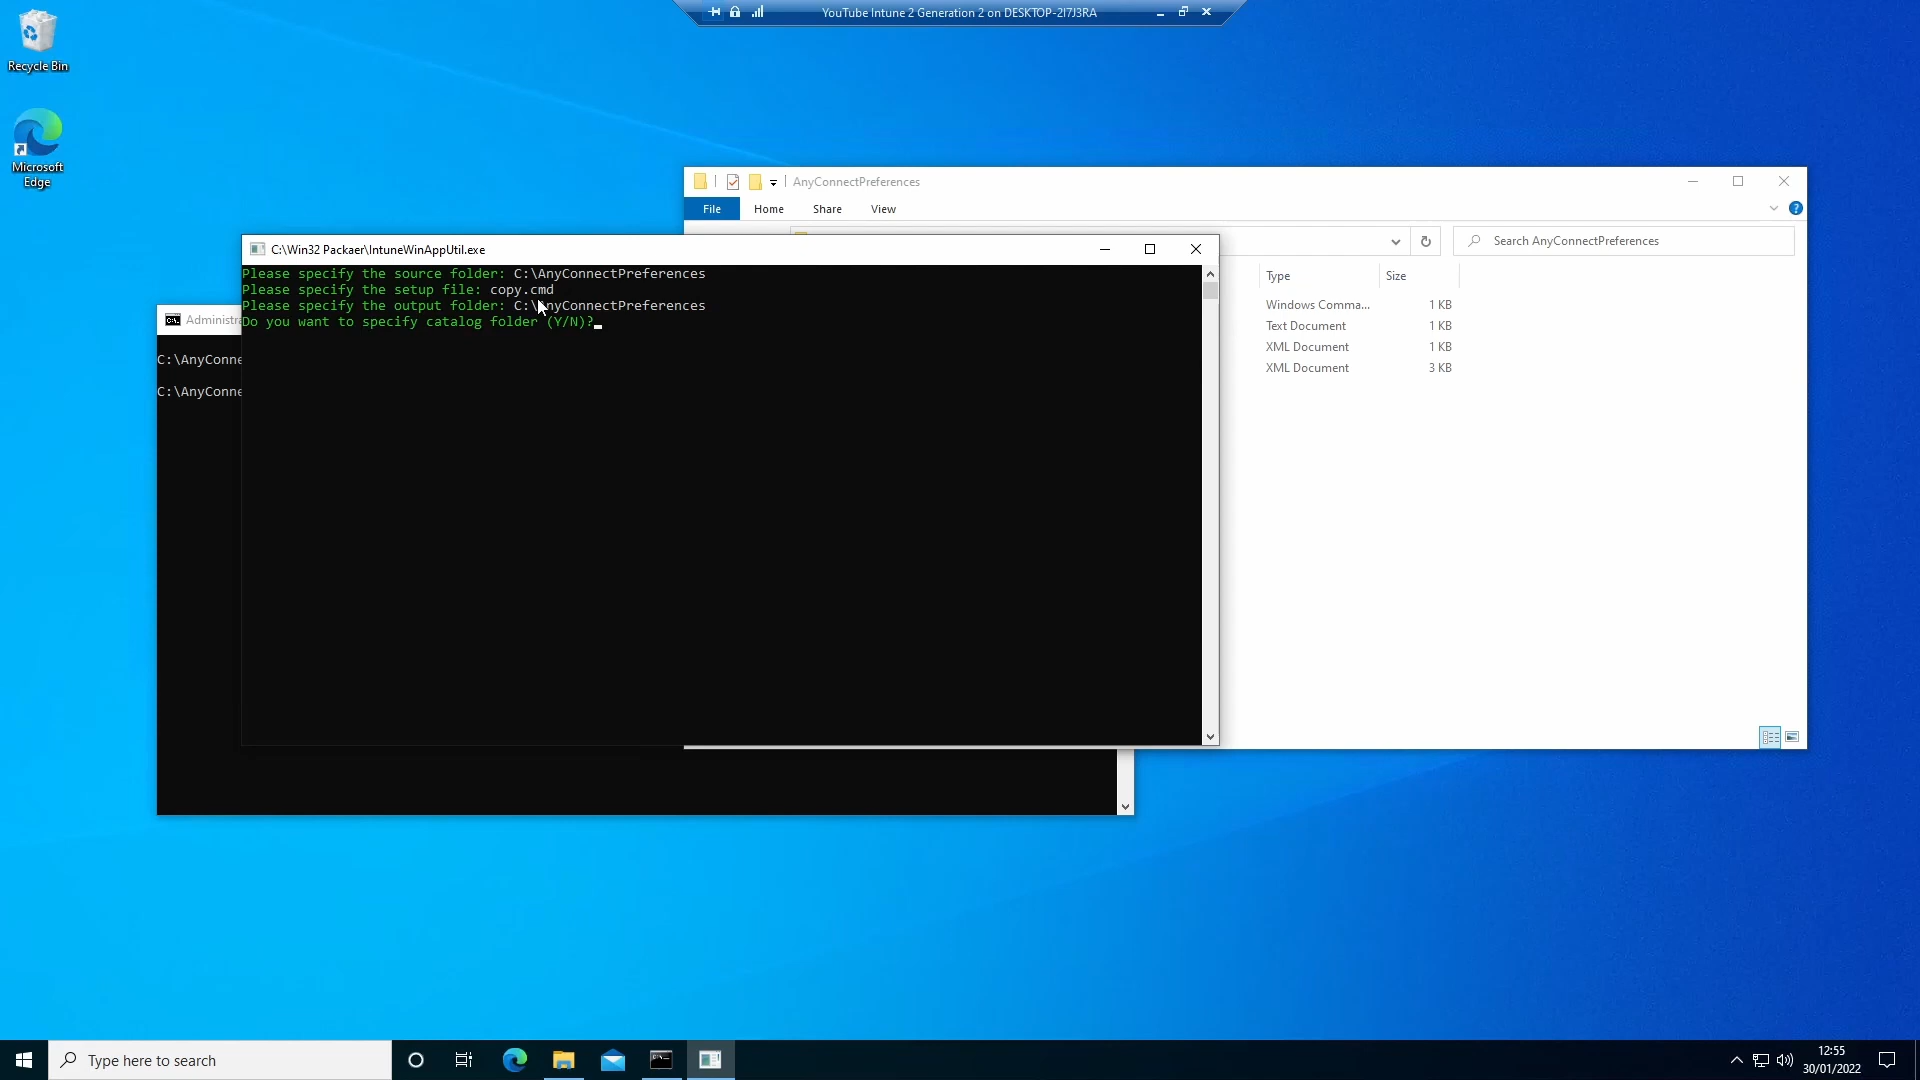 YouTube Intune 2 Generation 2 on DESKTOP-2I7J3RA
Recycle Bin
Microsoft
Edge
AnyConnectPreferences
File
Home
Share
View
Search AnyConnectPreferences
Type
Size
Windows Comma...
1 KB
Text Document
1 KB
XML Document
1 KB
XML Document
3 KB
C:\Win32 Packaer\IntuneWinAppUtil.exe
Please specify the source folder: C:\AnyConnectPreferences
Please specify the setup file: copy.cmd
Please specify the output folder: C:\AnyConnectPreferences
Do you want to specify catalog folder (Y/N)?
Administr
C:\AnyConne
C:\AnyConne
Type here to search
12:55
30/01/2022